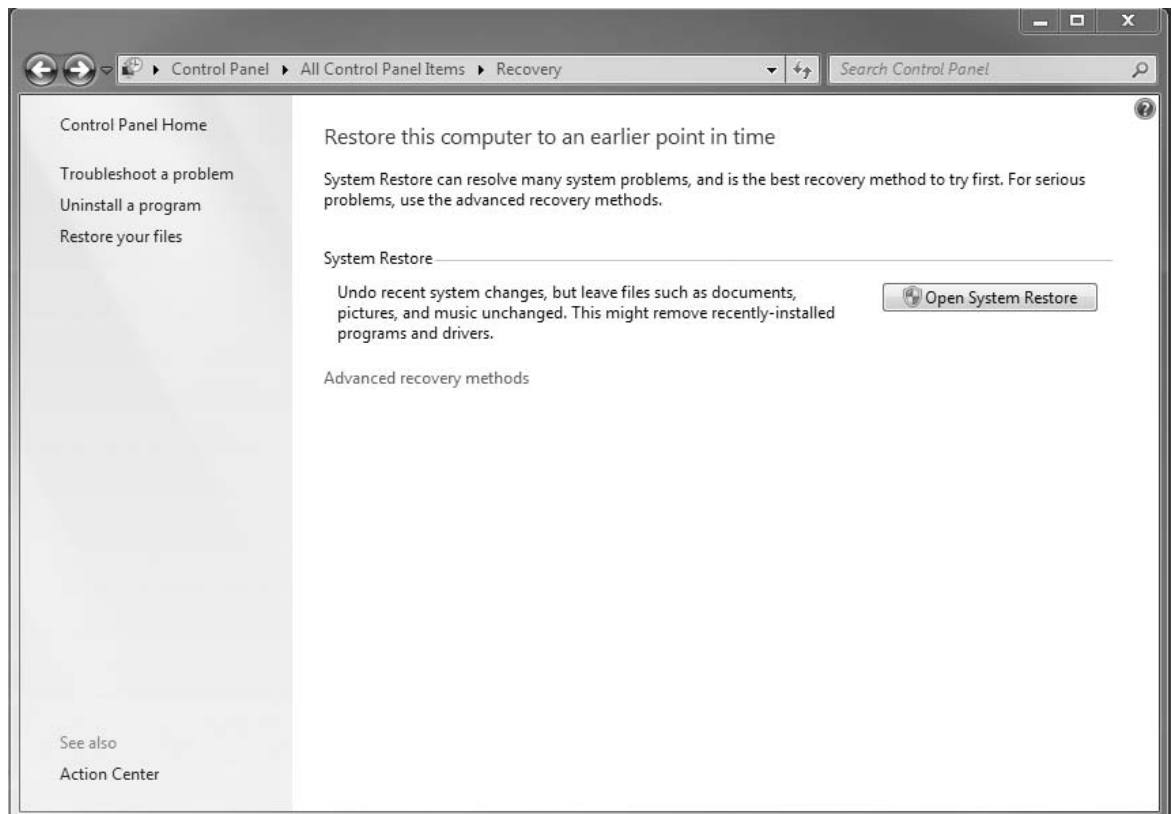 Control Panel All Control Panel Items Recovery
Search Control Panel
Control Panel Home
Troubleshoot a problem
Uninstall a program
Restore your files
See also
Action Center
Restore this computer to an earlier point in time
System Restore can resolve many system problems, and is the best recovery method to try first. For serious
problems, use the advanced recovery methods.
System Restore
Undo recent system changes, but leave files such as documents,
pictures, and music unchanged. This might remove recently-installed
programs and drivers.
Open System Restore
Advanced recovery methods